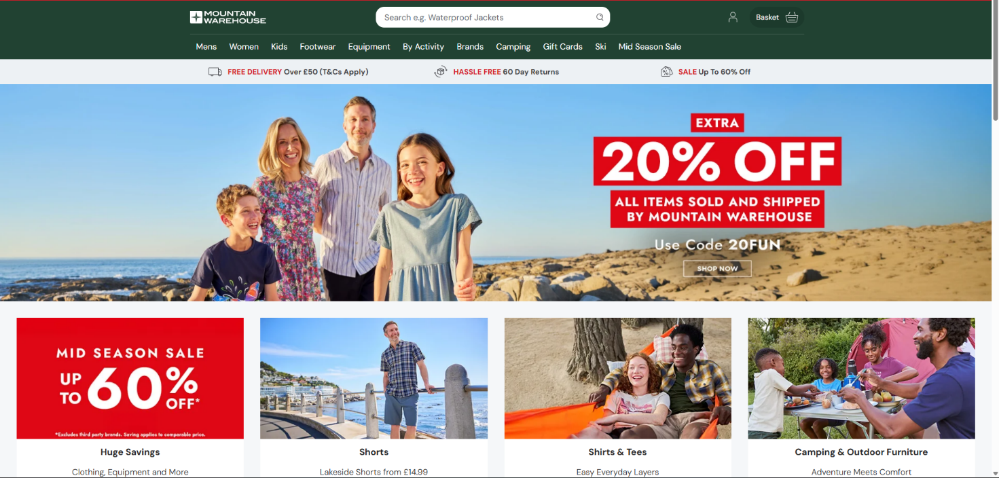 MOUNTAIN
WAREHOUSE
Search e.g. Waterproof Jackets
Basket
Mens Women Kids Footwear Equipment By Activity Brands Camping Gift Cards Ski Mid Season Sale
FREE DELIVERY Over £50 (T&Cs Apply)
HASSLE FREE 60 Day Returns
SALE Up To 60% Off
EXTRA
20% OFF
ALL ITEMS SOLD AND SHIPPED
BY MOUNTAIN WAREHOUSE
Use Code 20FUN
SHOP NOW
MID SEASON SALE
UP TO 60% OFF*
*Excludes third party brands. Saving applies to comparable price.
Huge Savings
Clothing, Equipment and More
Shorts
Lakeside Shorts from £14.99
Shirts & Tees
Easy Everyday Layers
Camping & Outdoor Furniture
Adventure Meets Comfort